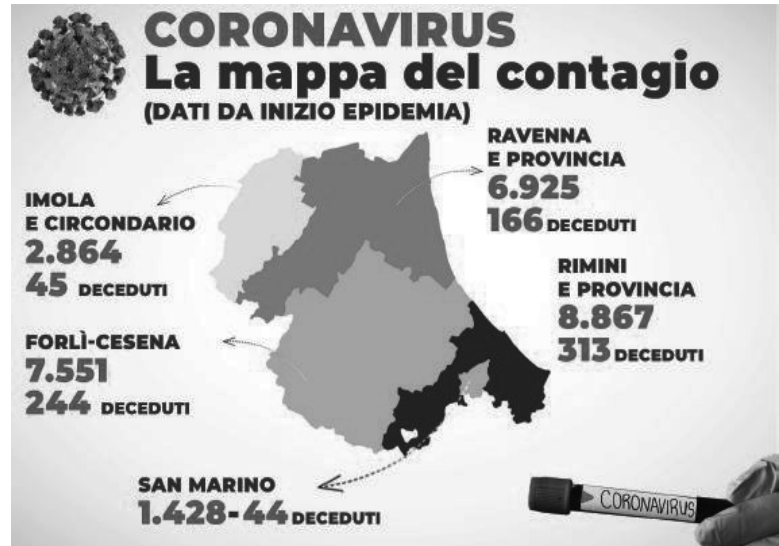 CORONAVIRUS
La mappa del contagio
(DATI DA INIZIO EPIDEMIA)
RAVENNA
E PROVINCIA
6.925
166 DECEDUTI
IMOLA
E CIRCONDARIO
2.864
45 DECEDUTI
RIMINI
E PROVINCIA
8.867
313 DECEDUTI
FORLÌ-CESENA
7.551
244 DECEDUTI
SAN MARINO
1.428-44 DECEDUTI
CORONAVIRUS